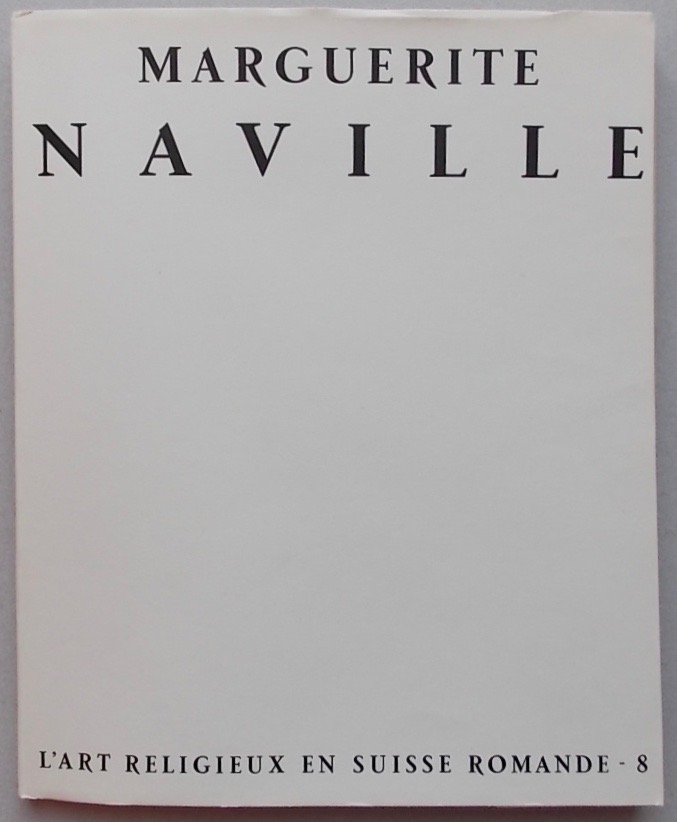 MARGUERITE
NAVILLE
L'ART RELIGIEUX EN SUISSE ROMANDE - 8